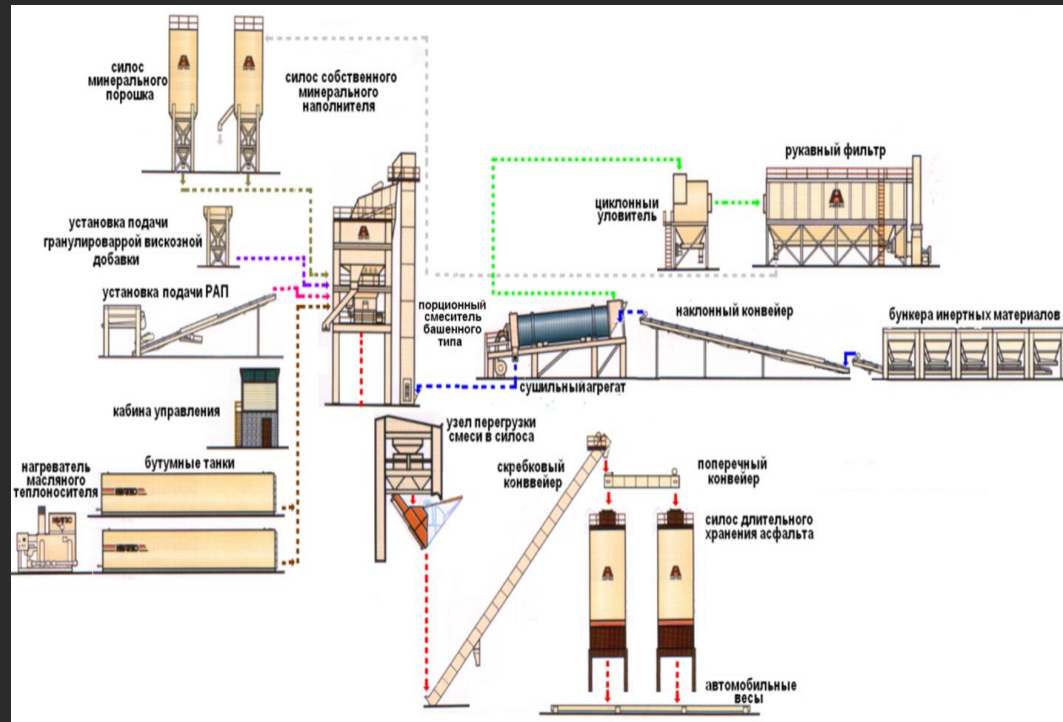 силос
минерального
порошка
силос собственного
минерального
наполнителя
рукавный фильтр
циклонный
уловитель
установка подачи
гранулироваррой вискозной
добавки
установка подачи РАП
порционный
смеситель
башенного
типа
наклонный конвейер
бункера инертных материалов
сушильный агрегат
кабина управления
узел перегрузки
смеси в силоса
скребковый
конввейер
поперечный
конвейер
нагреватель
масляного
теплоносителя
бутумные танки
силос длительного
хранения асфальта
автомобильные
весы